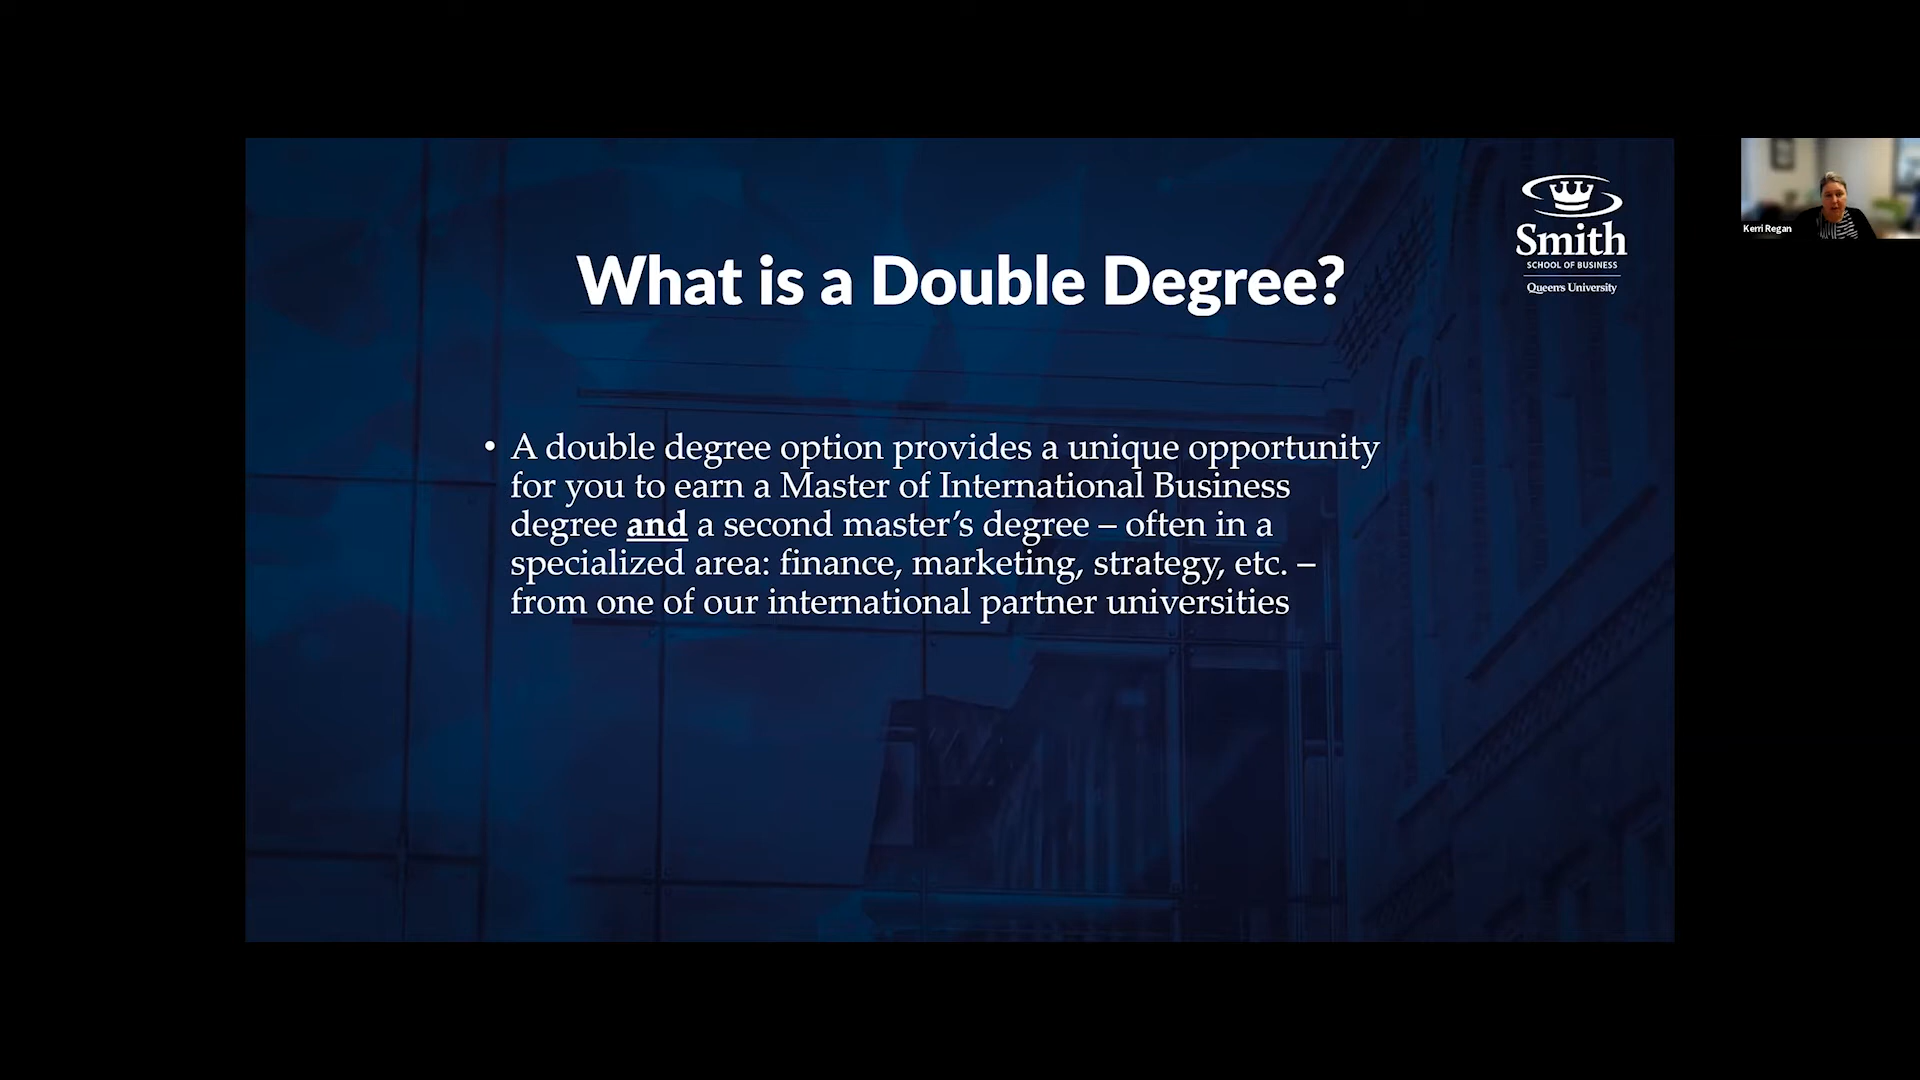 What is a Double Degree?
• A double degree option provides a unique opportunity
for you to earn a Master of International Business
degree and a second master’s degree – often in a
specialized area: finance, marketing, strategy, etc. –
from one of our international partner universities
Smith
SCHOOL OF BUSINESS
Queen's University
Kerri Regan